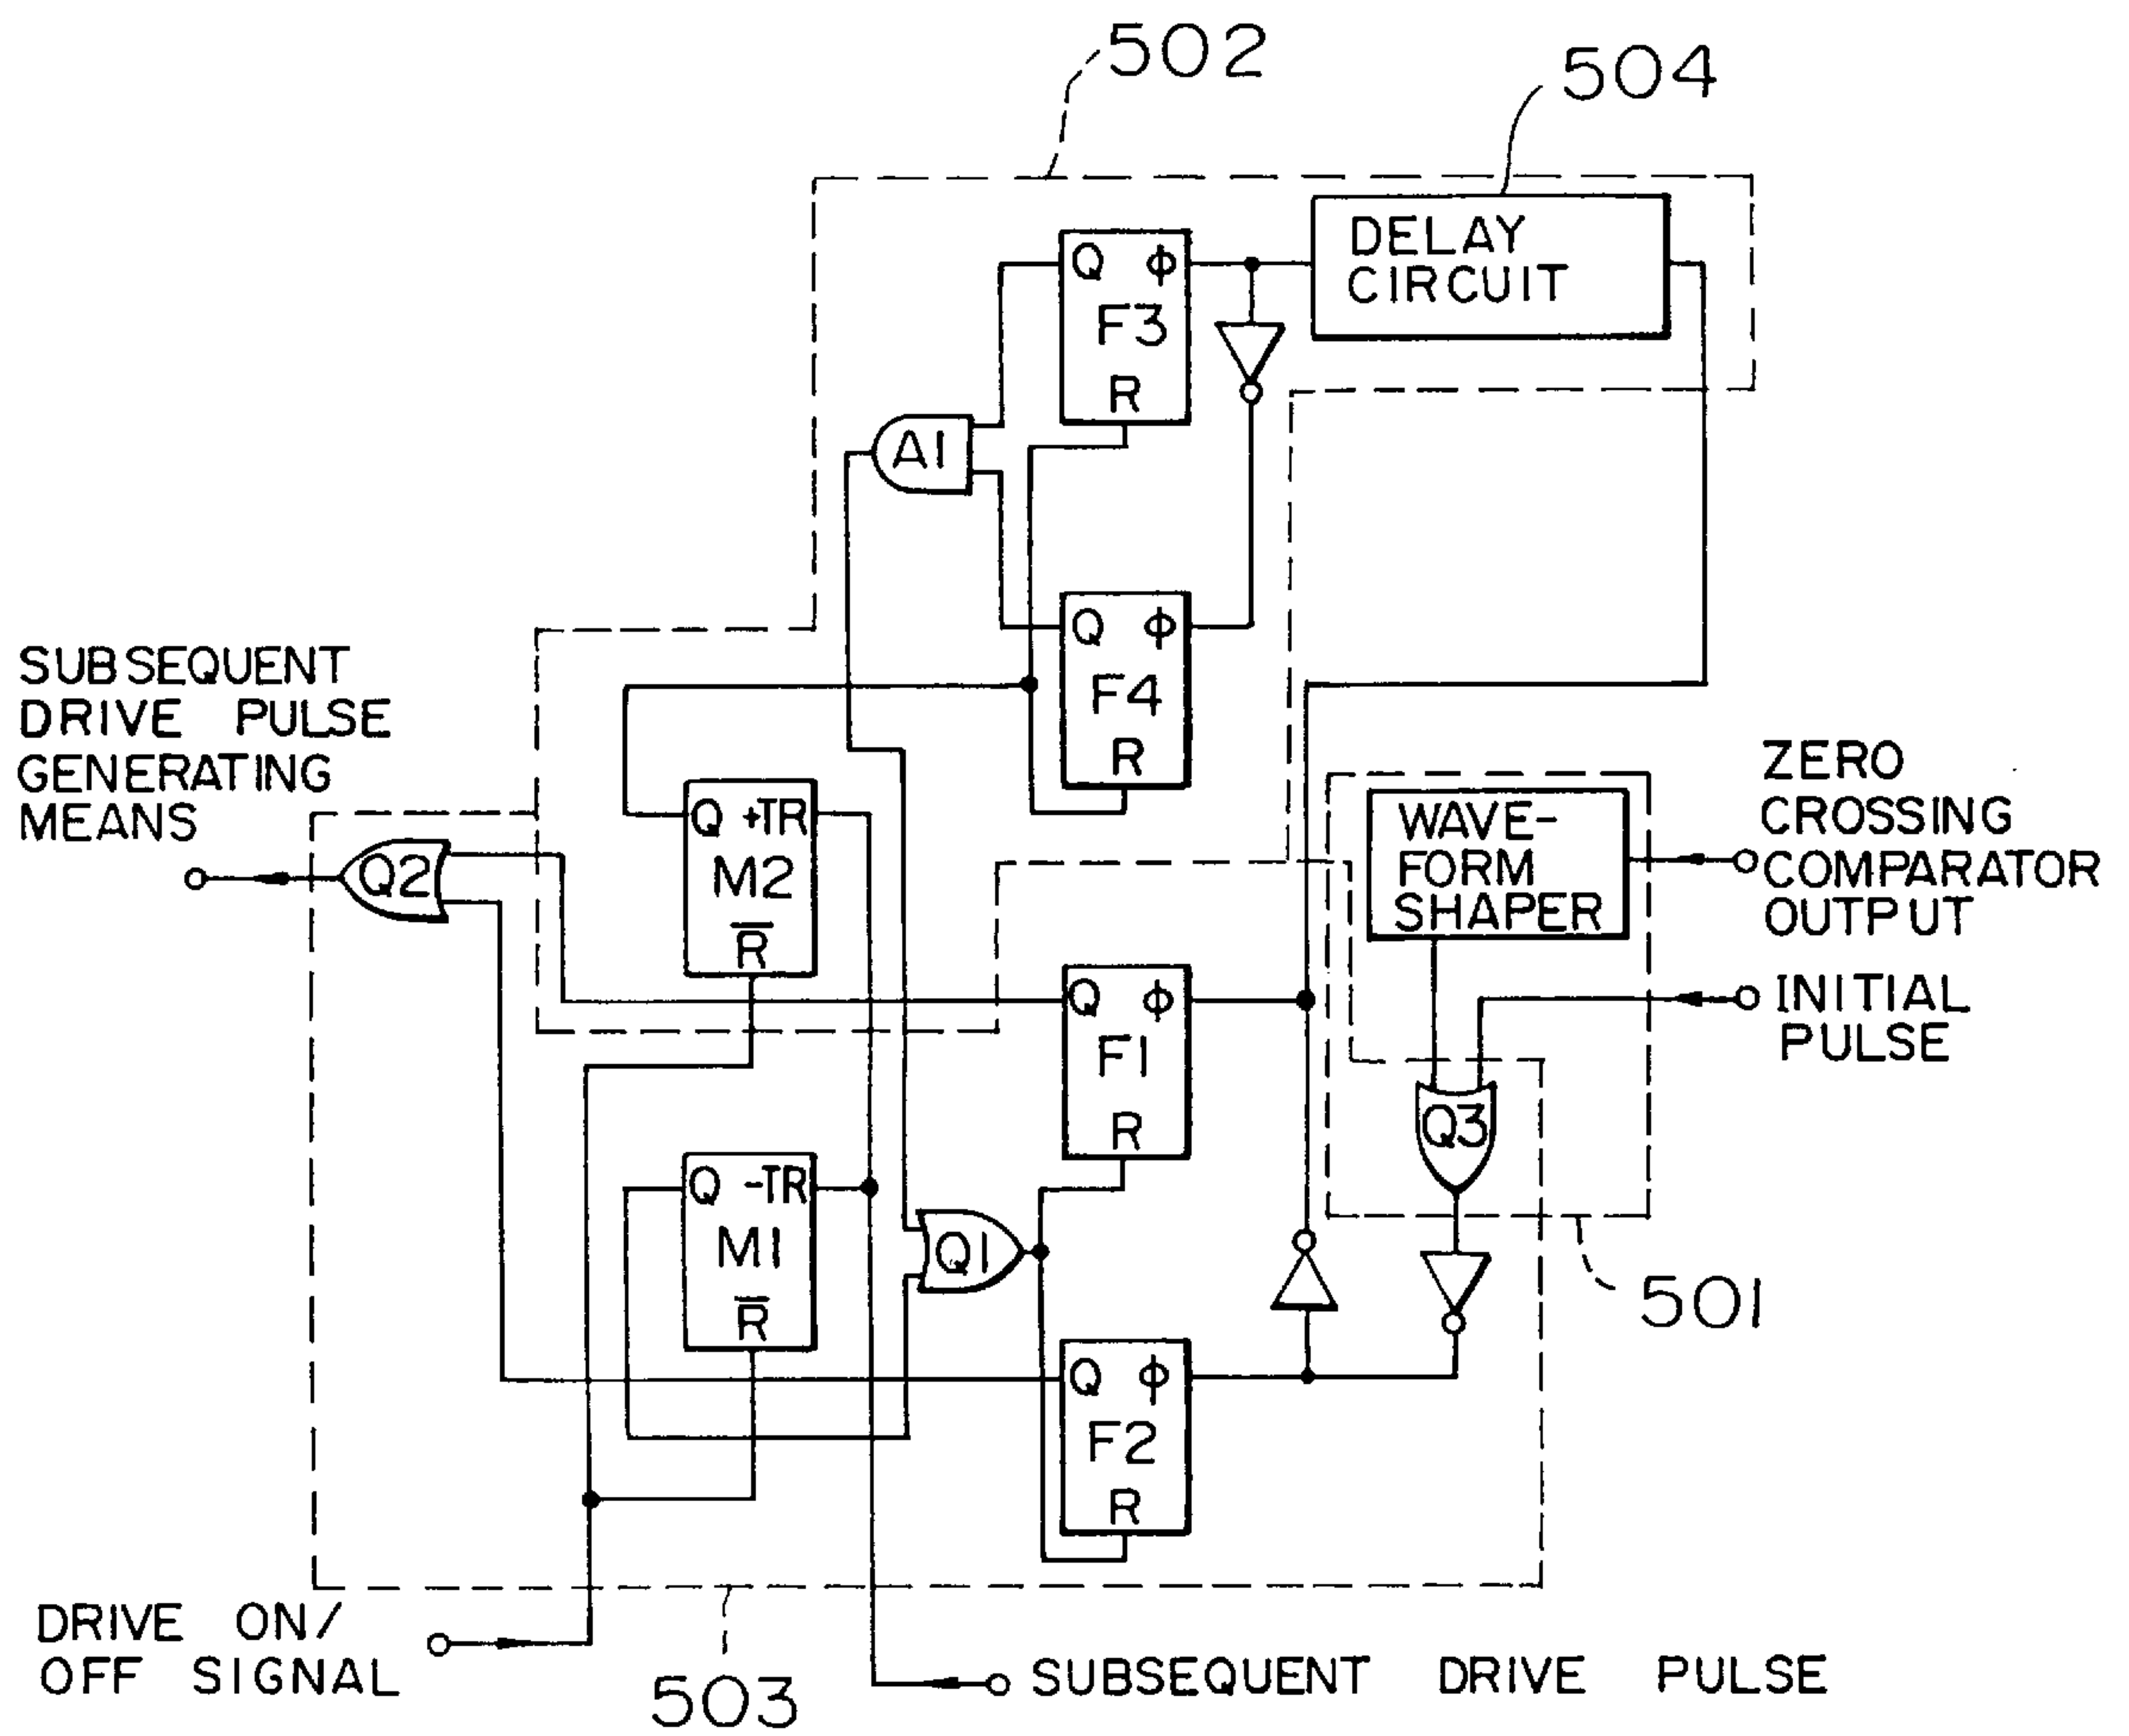 502
504
DELAY
CIRCUIT
Q Φ
F3
R
A1
Q Φ
F4
R
SUBSEQUENT
DRIVE PULSE
GENERATING
MEANS
Q2
Q +TR
M2
R̅
WAVE-
FORM
SHAPER
ZERO
CROSSING
COMPARATOR
OUTPUT
Q Φ
F1
R
INITIAL
PULSE
Q3
Q -TR
M1
R̅
Q1
501
Q Φ
F2
R
DRIVE ON/
OFF SIGNAL
503
SUBSEQUENT DRIVE PULSE